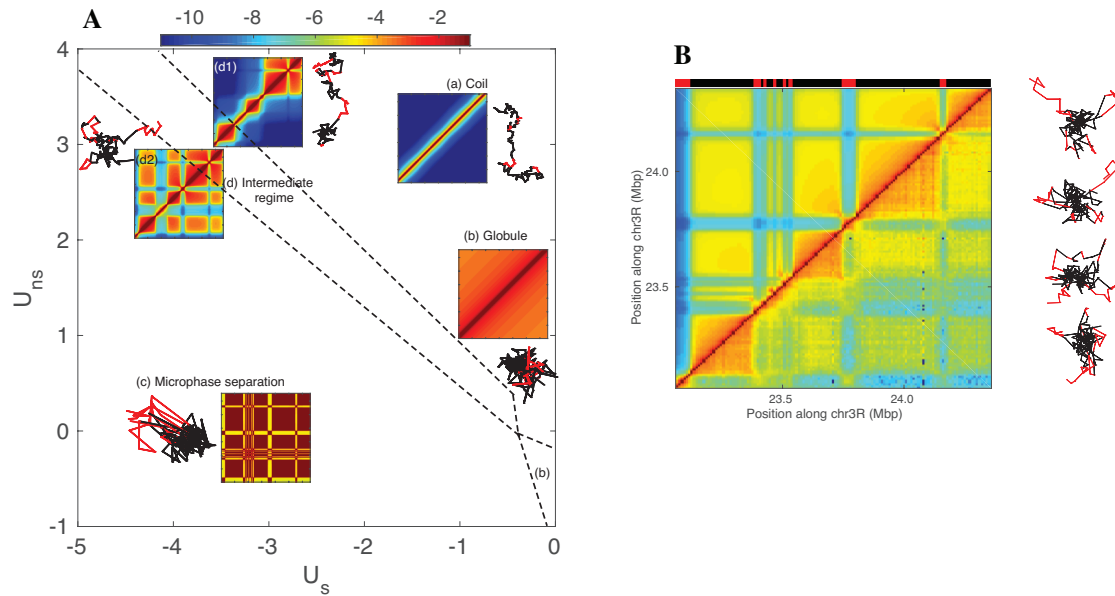 A
-10 -8 -6 -4 -2
4
3
2
1
0
-1
-5 -4 -3 -2 -1 0
U_ns
U_s
(d1)
(a) Coil
(d2)
(d) Intermediate
regime
(b) Globule
(c) Microphase separation
(b)
B
24.0
23.5
23.5 24.0
Position along chr3R (Mbp)
Position along chr3R (Mbp)